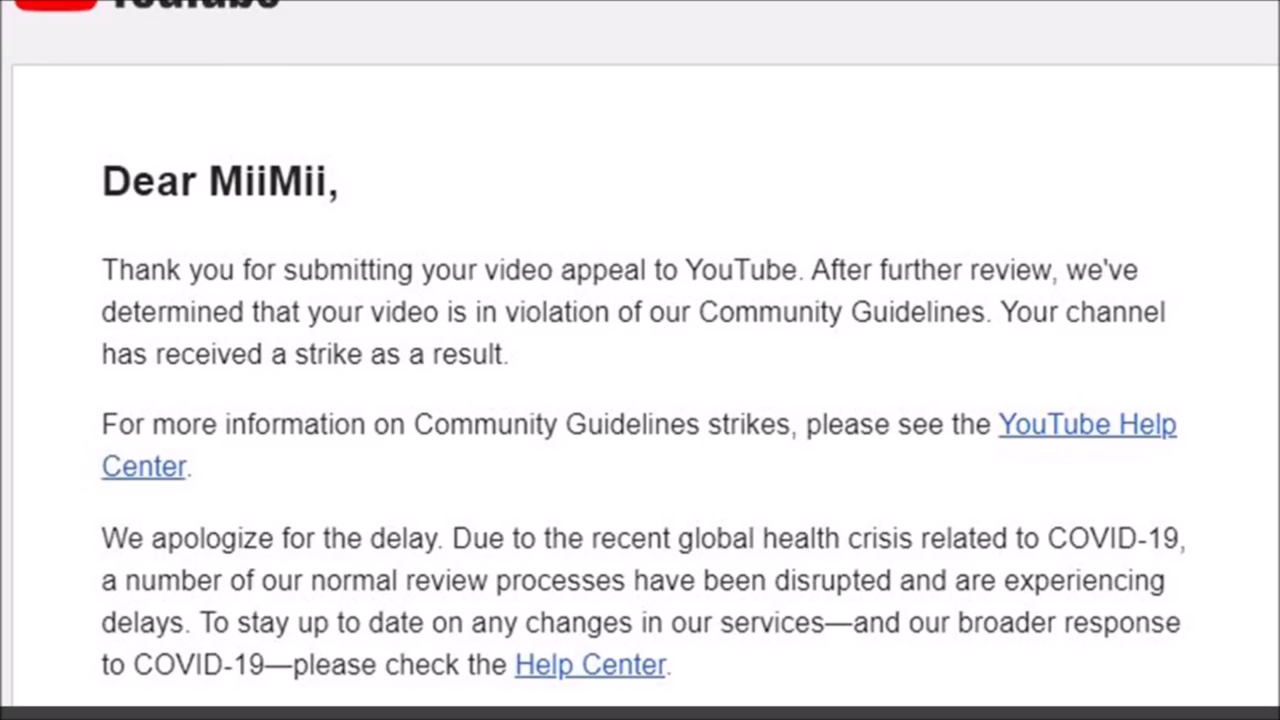 YouTube
Dear MiiMii,
Thank you for submitting your video appeal to YouTube. After further review, we've
determined that your video is in violation of our Community Guidelines. Your channel
has received a strike as a result.
For more information on Community Guidelines strikes, please see the YouTube Help
Center.
We apologize for the delay. Due to the recent global health crisis related to COVID-19,
a number of our normal review processes have been disrupted and are experiencing
delays. To stay up to date on any changes in our services—and our broader response
to COVID-19—please check the Help Center.